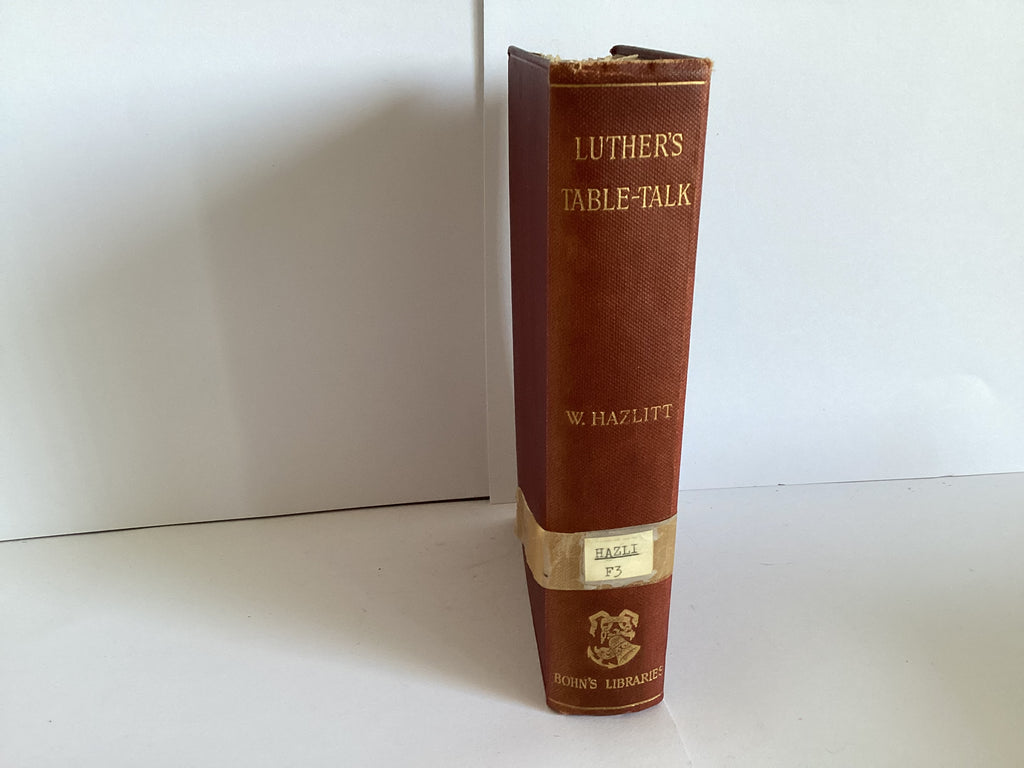 LUTHER'S
TABLE-TALK
W. HAZLITT
HAZLI
F3
BOHN'S LIBRARIES